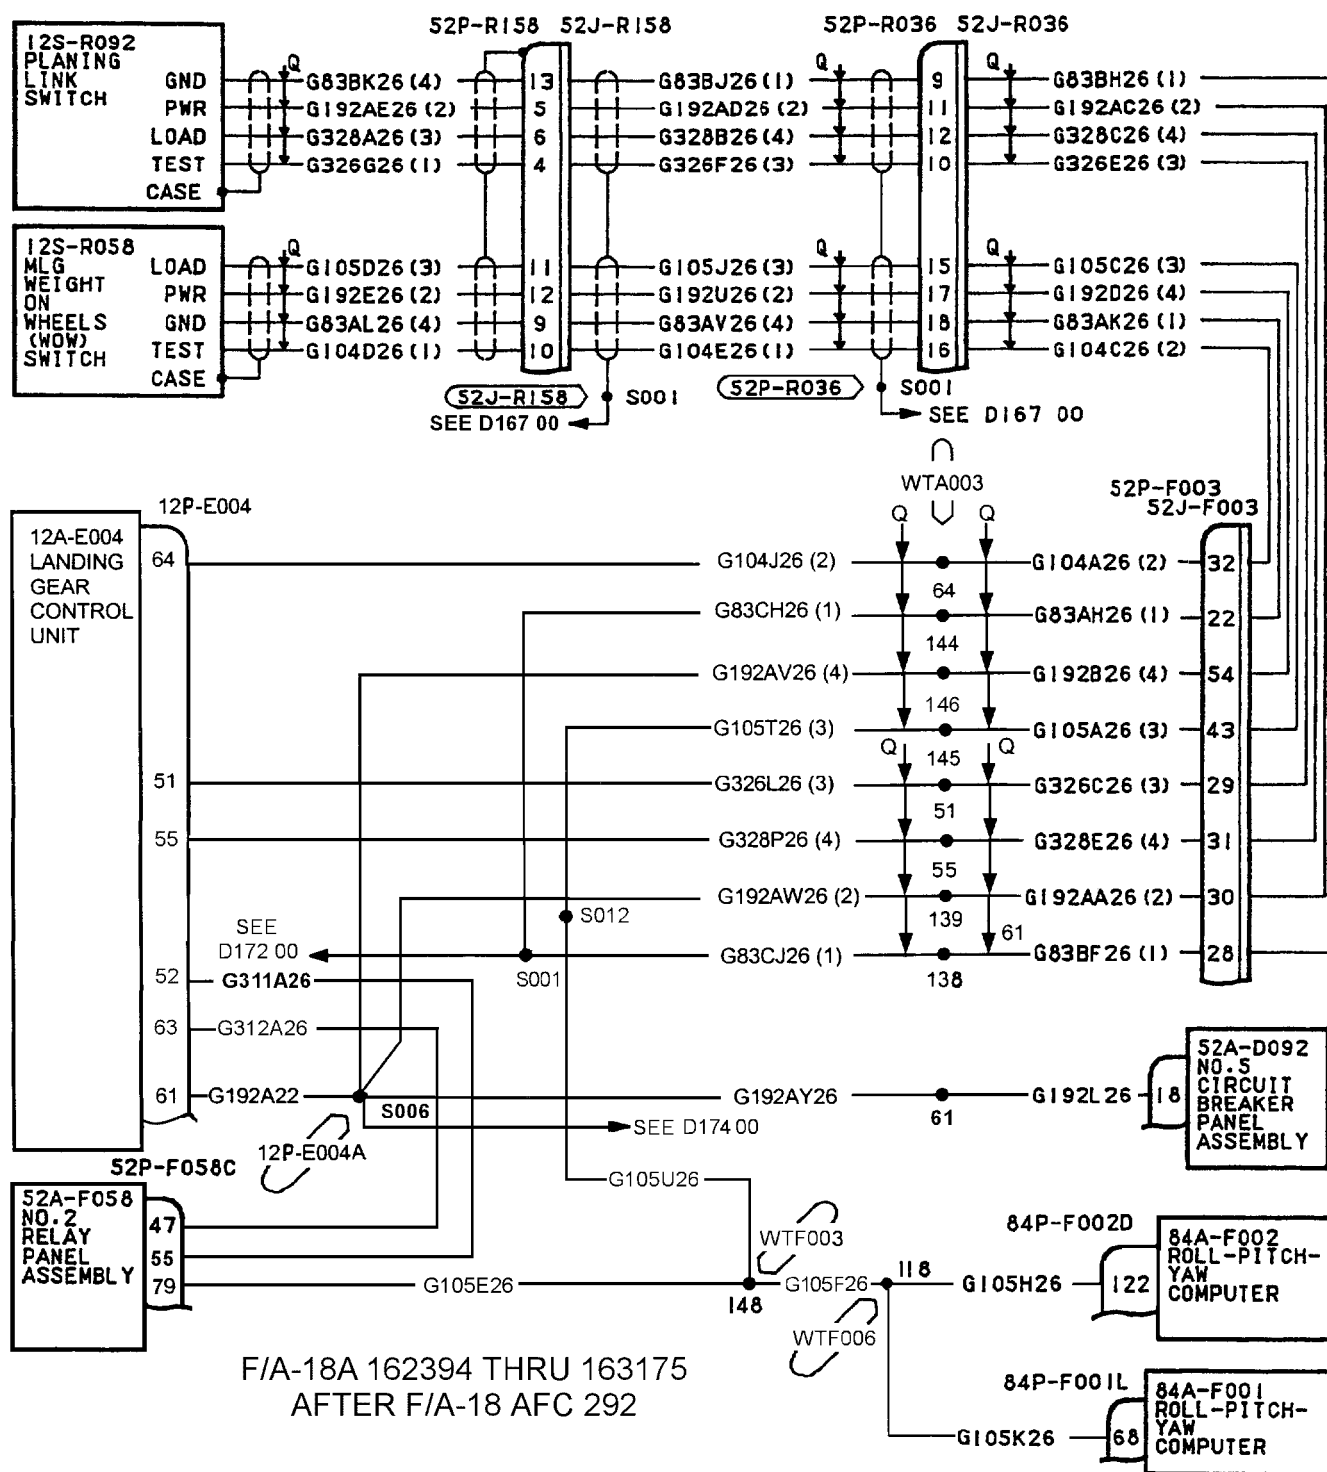 52P-R158 52J-R158 52P-R036 52J-R036
12S-R092
PLANING
LINK
SWITCH
GND Q G83BK26(4) 13 G83BJ26(1) Q 9 Q G83BH26(1)
PWR G192AE26(2) 5 G192AD26(2) 11 G192AC26(2)
LOAD G328A26(3) 6 G328B26(4) 12 G328C26(4)
TEST G326G26(1) 4 G326F26(3) 10 G326E26(3)
CASE
12S-R058
MLG
WEIGHT
ON
WHEELS
(WOW)
SWITCH
LOAD Q G105D26(3) 11 G105J26(3) Q 15 Q G105C26(3)
PWR G192E26(2) 12 G192U26(2) 17 G192D26(4)
GND G83AL26(4) 9 G83AV26(4) 18 G83AK26(1)
TEST G104D26(1) 10 G104E26(1) 16 G104C26(2)
CASE
52J-R158 S001 52P-R036 S001
SEE D167 00 SEE D167 00
WTA003
52P-F003
52J-F003
12P-E004
Q Q
12A-E004
LANDING
GEAR
CONTROL
UNIT
64 G104J26 (2) G104A26 (2) 32
64
G83CH26 (1) G83AH26 (1) 22
144
G192AV26 (4) G192B26 (4) 54
146
G105T26 (3) G105A26 (3) 43
Q 145 Q
51 G326L26 (3) G326C26 (3) 29
51
55 G328P26 (4) G328E26 (4) 31
55
G192AW26 (2) G192AA26 (2) 30
S012 139 61
SEE
D172 00 G83CJ26 (1) G83BF26 (1) 28
S001 138
52 G311A26
63 G312A26
61 G192A22 S006 G192AY26 61 G192L26 18
52A-D092
NO.5
CIRCUIT
BREAKER
PANEL
ASSEMBLY
SEE D174 00
12P-E004A
52P-F058C
G105U26
52A-F058
NO.2
RELAY
PANEL
ASSEMBLY
47
55
79 G105E26 148 G105F26 118 G105H26 122
WTF003
WTF006
84P-F002D
84A-F002
ROLL-PITCH-
YAW
COMPUTER
84P-F001L
84A-F001
ROLL-PITCH-
YAW
COMPUTER
G105K26 68
F/A-18A 162394 THRU 163175
AFTER F/A-18 AFC 292